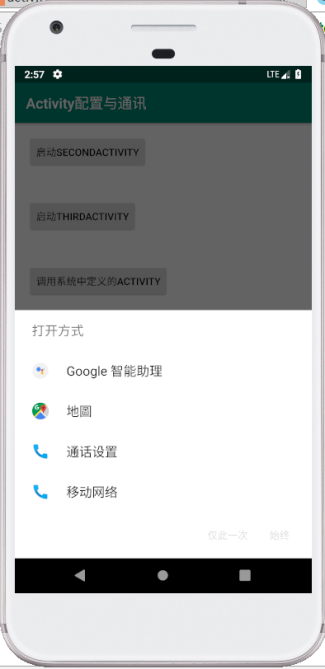 2:57
LTE
Activity配置与通讯
启动SECONDACTIVITY
启动THIRDACTIVITY
调用系统中定义的ACTIVITY
打开方式
Google 智能助理
地圖
通话设置
移动网络
仅此一次 始终